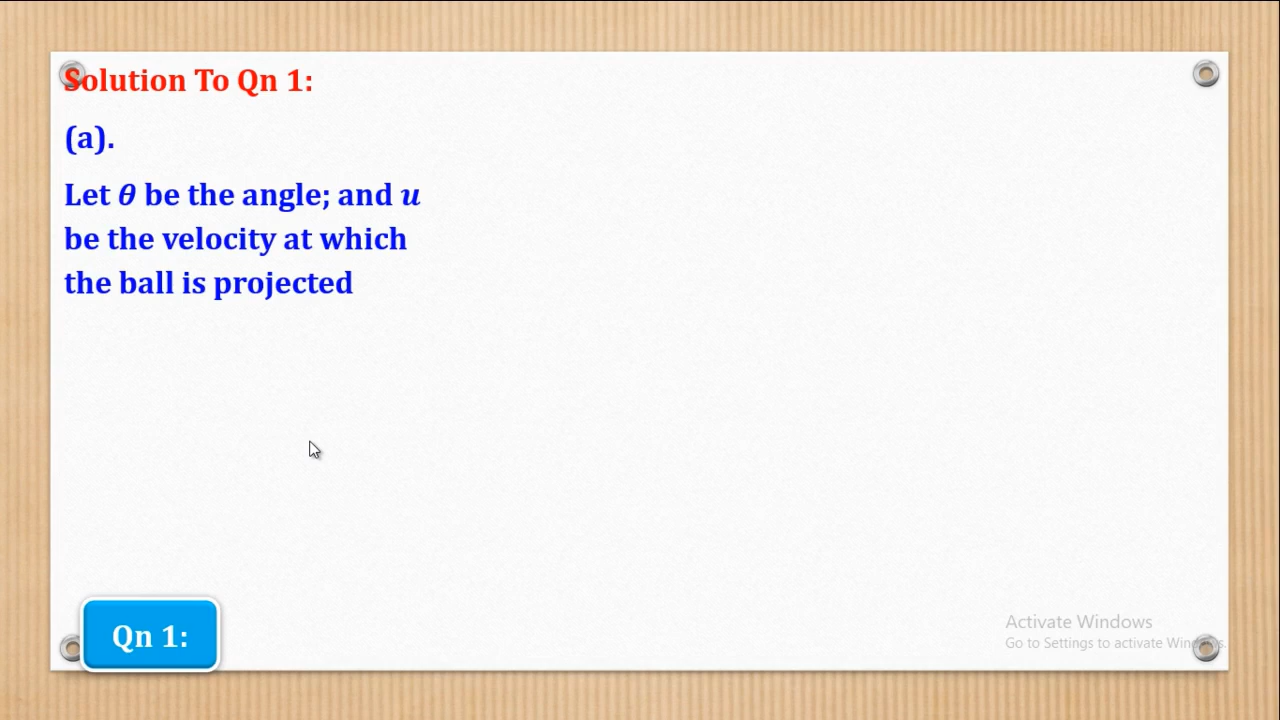 Solution To Qn 1:
(a).
Let θ be the angle; and u
be the velocity at which
the ball is projected
Qn 1:
Activate Windows
Go to Settings to activate Windows.